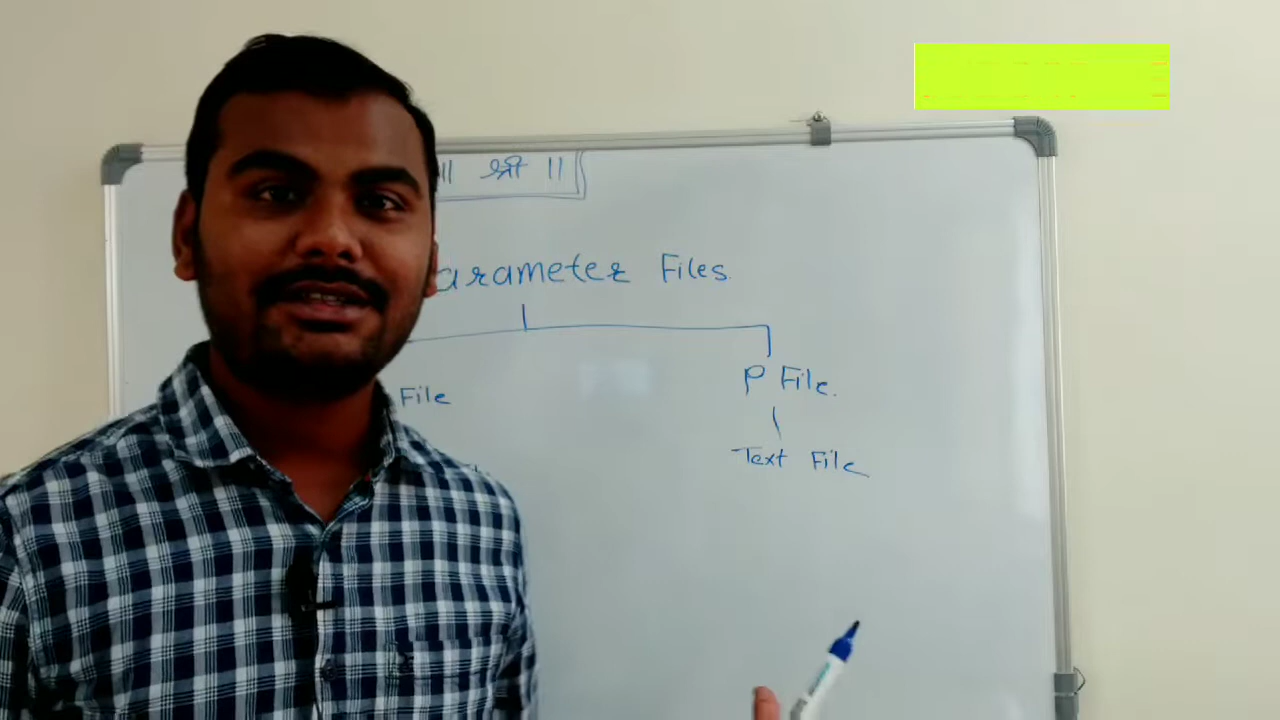 || श्री ||
arameter Files
File
P File.
Text File